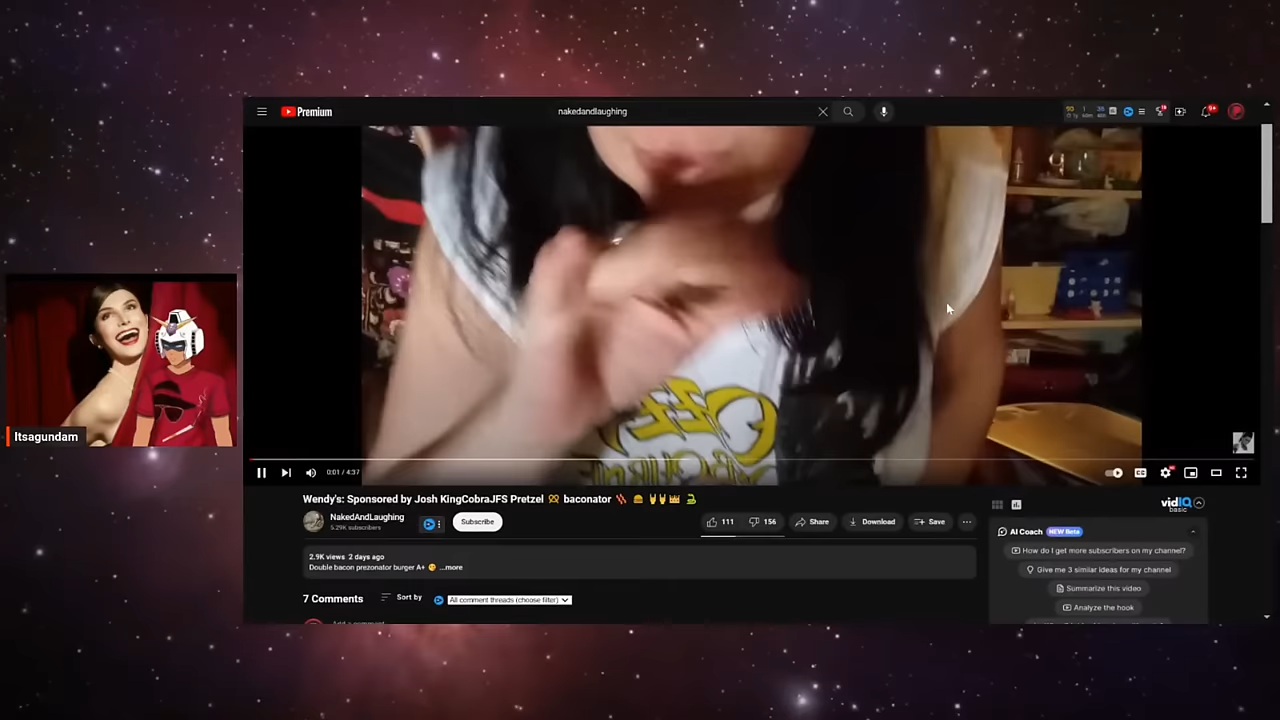 Premium
nakedandlaughing
9+
Itsagundam
0:01 / 4:37
CC
Wendy's: Sponsored by Josh KingCobraJFS Pretzel 🥨 baconator 🥓 🍔 🤘🤘👑 🐍
NakedAndLaughing
5.29K subscribers
Subscribe
111
156
Share
Download
Save
vidIQ
basic
AI Coach NEW Beta
How do I get more subscribers on my channel?
Give me 3 similar ideas for my channel
Summarize this video
Analyze the hook
2.9K views 2 days ago
Double bacon prezonator burger A+ 😋 ...more
7 Comments
Sort by
All comment threads (choose filter)